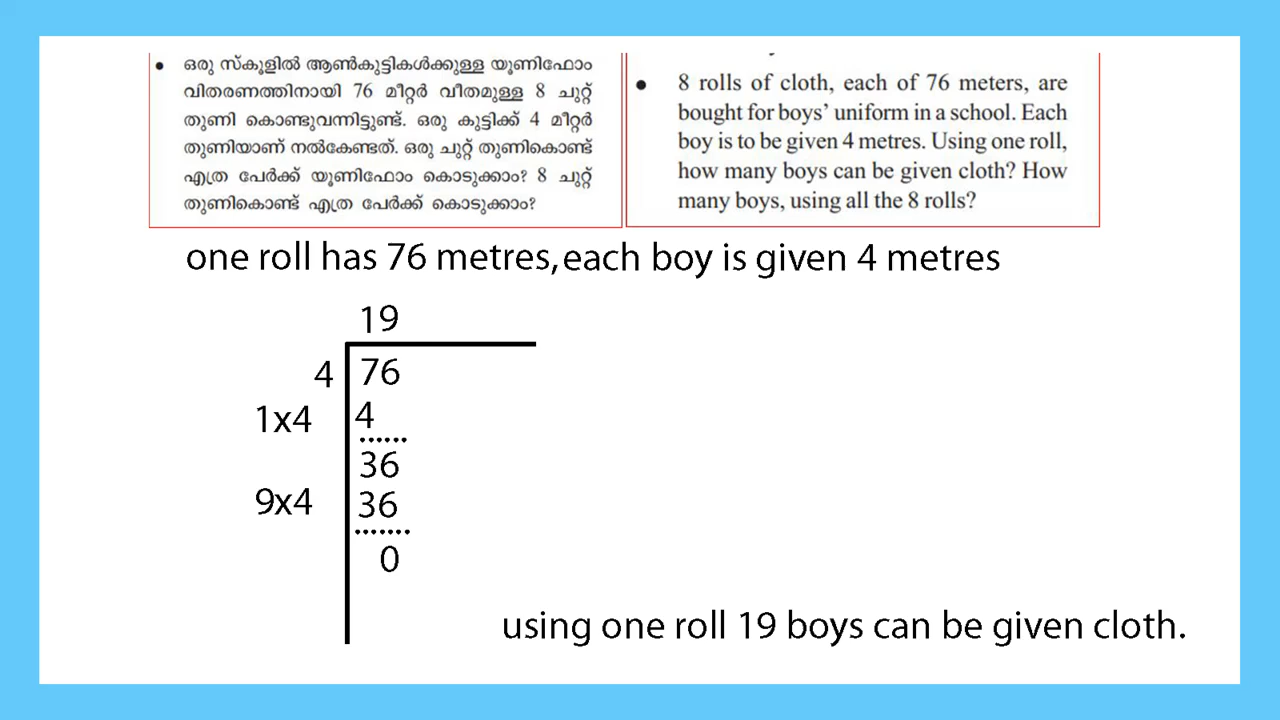 • ഒരു സ്കൂളിൽ ആൺകുട്ടികൾക്കുള്ള യൂണിഫോം
വിതരണത്തിനായി 76 മീറ്റർ വീതമുള്ള 8 ചുറ്റ്
തുണി കൊണ്ടുവന്നിട്ടുണ്ട്. ഒരു കുട്ടിക്ക് 4 മീറ്റർ
തുണിയാണ് നൽകേണ്ടത്. ഒരു ചുറ്റ് തുണികൊണ്ട്
എത്ര പേർക്ക് യൂണിഫോം കൊടുക്കാം? 8 ചുറ്റ്
തുണികൊണ്ട് എത്ര പേർക്ക് കൊടുക്കാം?
• 8 rolls of cloth, each of 76 meters, are
bought for boys' uniform in a school. Each
boy is to be given 4 metres. Using one roll,
how many boys can be given cloth? How
many boys, using all the 8 rolls?
one roll has 76 metres, each boy is given 4 metres
19
4 76
1x4 4
36
9x4 36
0
using one roll 19 boys can be given cloth.